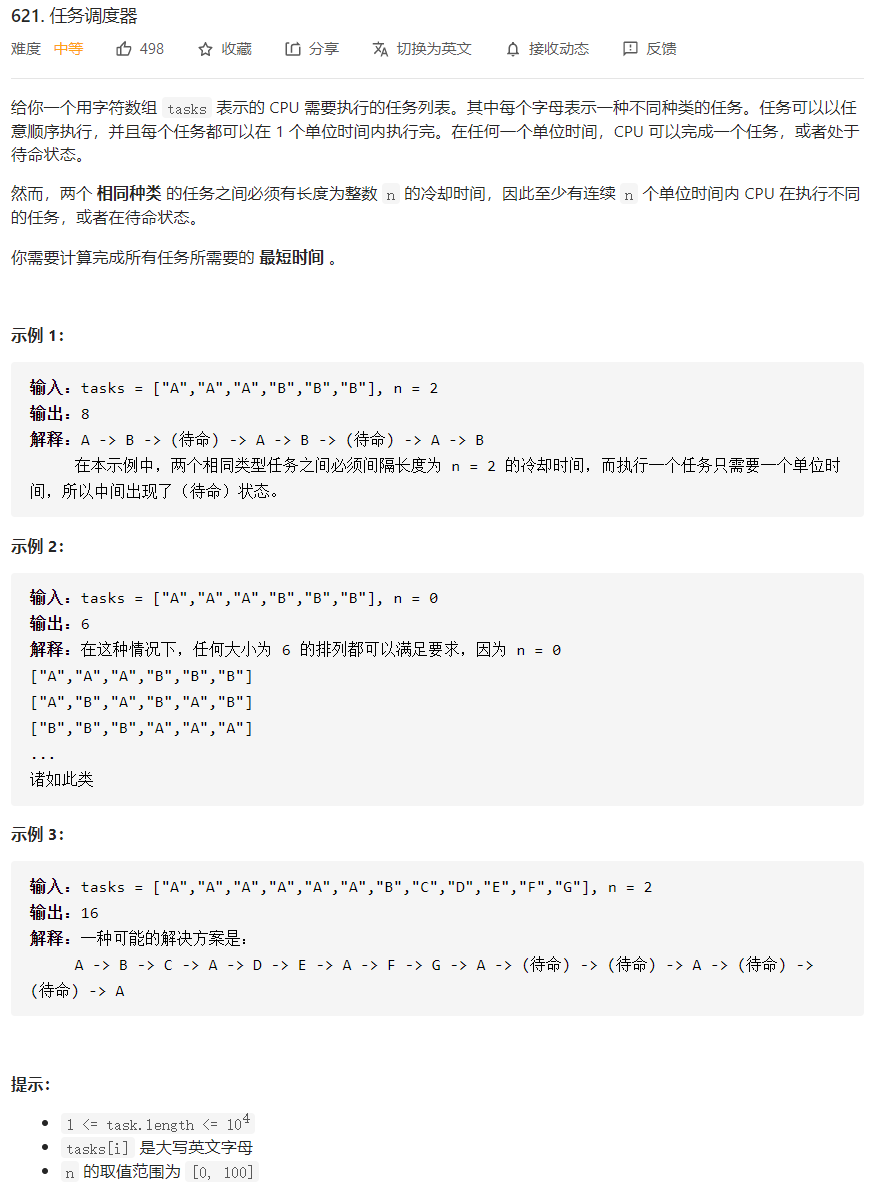 621. 任务调度器
难度 中等 498 收藏 分享 切换为英文 接收动态 反馈
给你一个用字符数组 tasks 表示的 CPU 需要执行的任务列表。其中每个字母表示一种不同种类的任务。任务可以以任
意顺序执行，并且每个任务都可以在 1 个单位时间内执行完。在任何一个单位时间，CPU 可以完成一个任务，或者处于
待命状态。
然而，两个 相同种类 的任务之间必须有长度为整数 n 的冷却时间，因此至少有连续 n 个单位时间内 CPU 在执行不同
的任务，或者在待命状态。
你需要计算完成所有任务所需要的 最短时间 。
示例 1：
输入：tasks = ["A","A","A","B","B","B"], n = 2
输出：8
解释：A -> B -> (待命) -> A -> B -> (待命) -> A -> B
在本示例中，两个相同类型任务之间必须间隔长度为 n = 2 的冷却时间，而执行一个任务只需要一个单位时
间，所以中间出现了（待命）状态。
示例 2：
输入：tasks = ["A","A","A","B","B","B"], n = 0
输出：6
解释：在这种情况下，任何大小为 6 的排列都可以满足要求，因为 n = 0
["A","A","A","B","B","B"]
["A","B","A","B","A","B"]
["B","B","B","A","A","A"]
...
诸如此类
示例 3：
输入：tasks = ["A","A","A","A","A","A","B","C","D","E","F","G"], n = 2
输出：16
解释：一种可能的解决方案是：
A -> B -> C -> A -> D -> E -> A -> F -> G -> A -> (待命) -> (待命) -> A -> (待命) ->
(待命) -> A
提示：
• 1 <= task.length <= 10⁴
• tasks[i] 是大写英文字母
• n 的取值范围为 [0, 100]